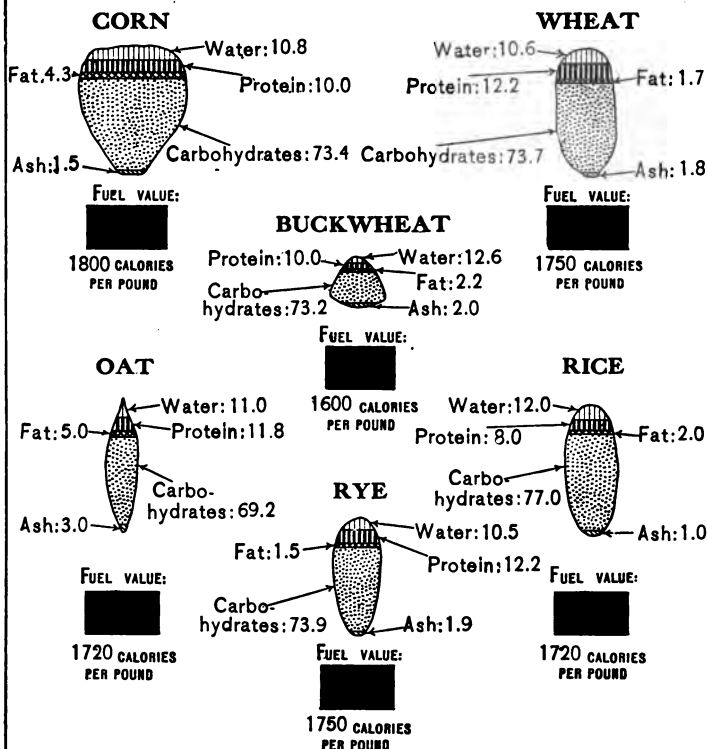 CORN
Water: 10.8
Fat. 4.3
Protein: 10.0
Carbohydrates: 73.4
Ash: 1.5
FUEL VALUE:
1800 CALORIES
PER POUND
WHEAT
Water: 10.6
Protein: 12.2
Fat: 1.7
Carbohydrates: 73.7
Ash: 1.8
FUEL VALUE:
1750 CALORIES
PER POUND
BUCKWHEAT
Protein: 10.0
Water: 12.6
Fat: 2.2
Carbo-
hydrates: 73.2
Ash: 2.0
FUEL VALUE:
1600 CALORIES
PER POUND
OAT
Water: 11.0
Fat: 5.0
Protein: 11.8
Carbo-
hydrates: 69.2
Ash: 3.0
FUEL VALUE:
1720 CALORIES
PER POUND
RYE
Water: 10.5
Fat: 1.5
Protein: 12.2
Carbo-
hydrates: 73.9
Ash: 1.9
FUEL VALUE:
1750 CALORIES
PER POUND
RICE
Water: 12.0
Protein: 8.0
Fat: 2.0
Carbo-
hydrates: 77.0
Ash: 1.0
FUEL VALUE:
1720 CALORIES
PER POUND